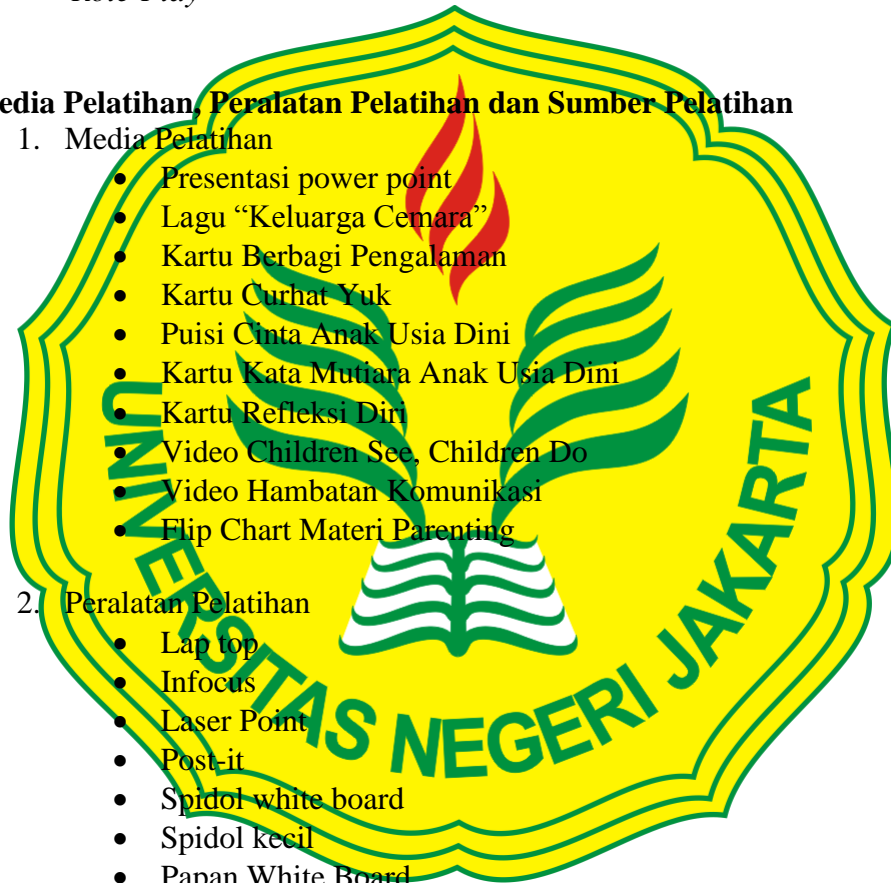 edia Pelatihan, Peralatan Pelatihan dan Sumber Pelatihan
1. Media Pelatihan
• Presentasi power point
• Lagu “Keluarga Cemara”
• Kartu Berbagi Pengalaman
• Kartu Curhat Yuk
• Puisi Cinta Anak Usia Dini
• Kartu Kata Mutiara Anak Usia Dini
• Kartu Refleksi Diri
• Video Children See, Children Do
• Video Hambatan Komunikasi
• Flip Chart Materi Parenting
2. Peralatan Pelatihan
• Lap top
• Infocus
• Laser Point
• Post-it
• Spidol white board
• Spidol kecil
• Papan White Board
UNIVERSITAS NEGERI JAKARTA